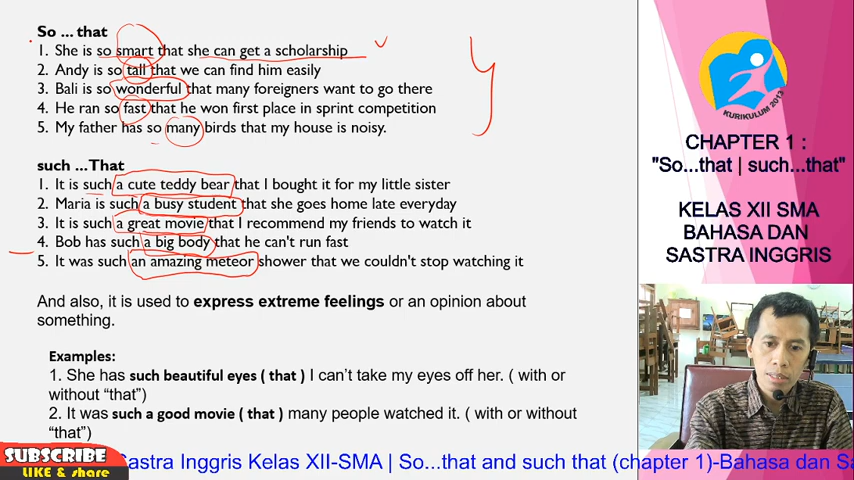 So ... that
1. She is so smart that she can get a scholarship
2. Andy is so tall that we can find him easily
3. Bali is so wonderful that many foreigners want to go there
4. He ran so fast that he won first place in sprint competition
5. My father has so many birds that my house is noisy.
such ...That
1. It is such a cute teddy bear that I bought it for my little sister
2. Maria is such a busy student that she goes home late everyday
3. It is such a great movie that I recommend my friends to watch it
4. Bob has such a big body that he can't run fast
5. It was such an amazing meteor shower that we couldn't stop watching it
And also, it is used to express extreme feelings or an opinion about
something.
Examples:
1. She has such beautiful eyes ( that ) I can't take my eyes off her. ( with or
without “that”)
2. It was such a good movie ( that ) many people watched it. ( with or without
“that”)
KURIKULUM 2013
CHAPTER 1 :
"So...that | such...that"
KELAS XII SMA
BAHASA DAN
SASTRA INGGRIS
SUBSCRIBE
LIKE & share
Sastra Inggris Kelas XII-SMA | So...that and such that (chapter 1)-Bahasa dan Sa